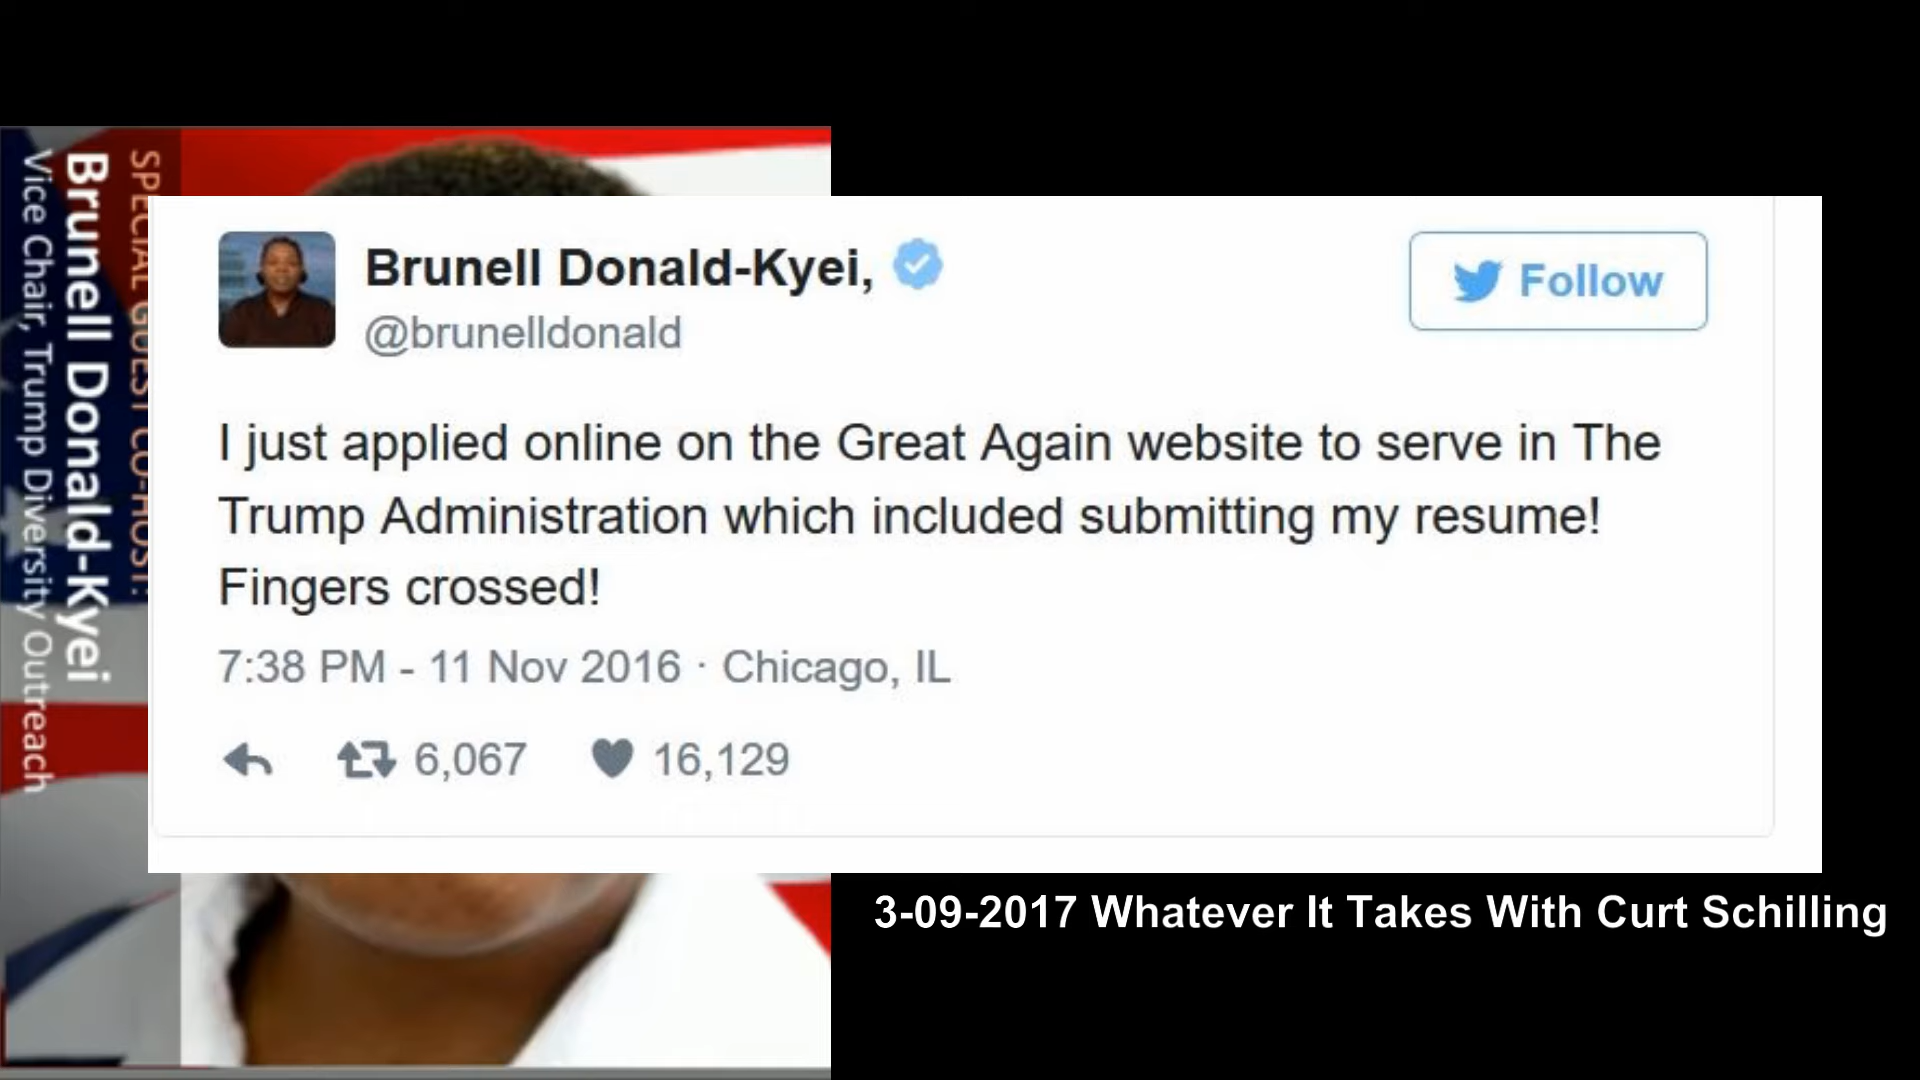 SPECIAL GUEST CO-HOST:
Brunell Donald-Kyei
Vice Chair, Trump Diversity Outreach
Brunell Donald-Kyei,
@brunelldonald
Follow
I just applied online on the Great Again website to serve in The
Trump Administration which included submitting my resume!
Fingers crossed!
7:38 PM - 11 Nov 2016 · Chicago, IL
6,067 16,129
3-09-2017 Whatever It Takes With Curt Schilling